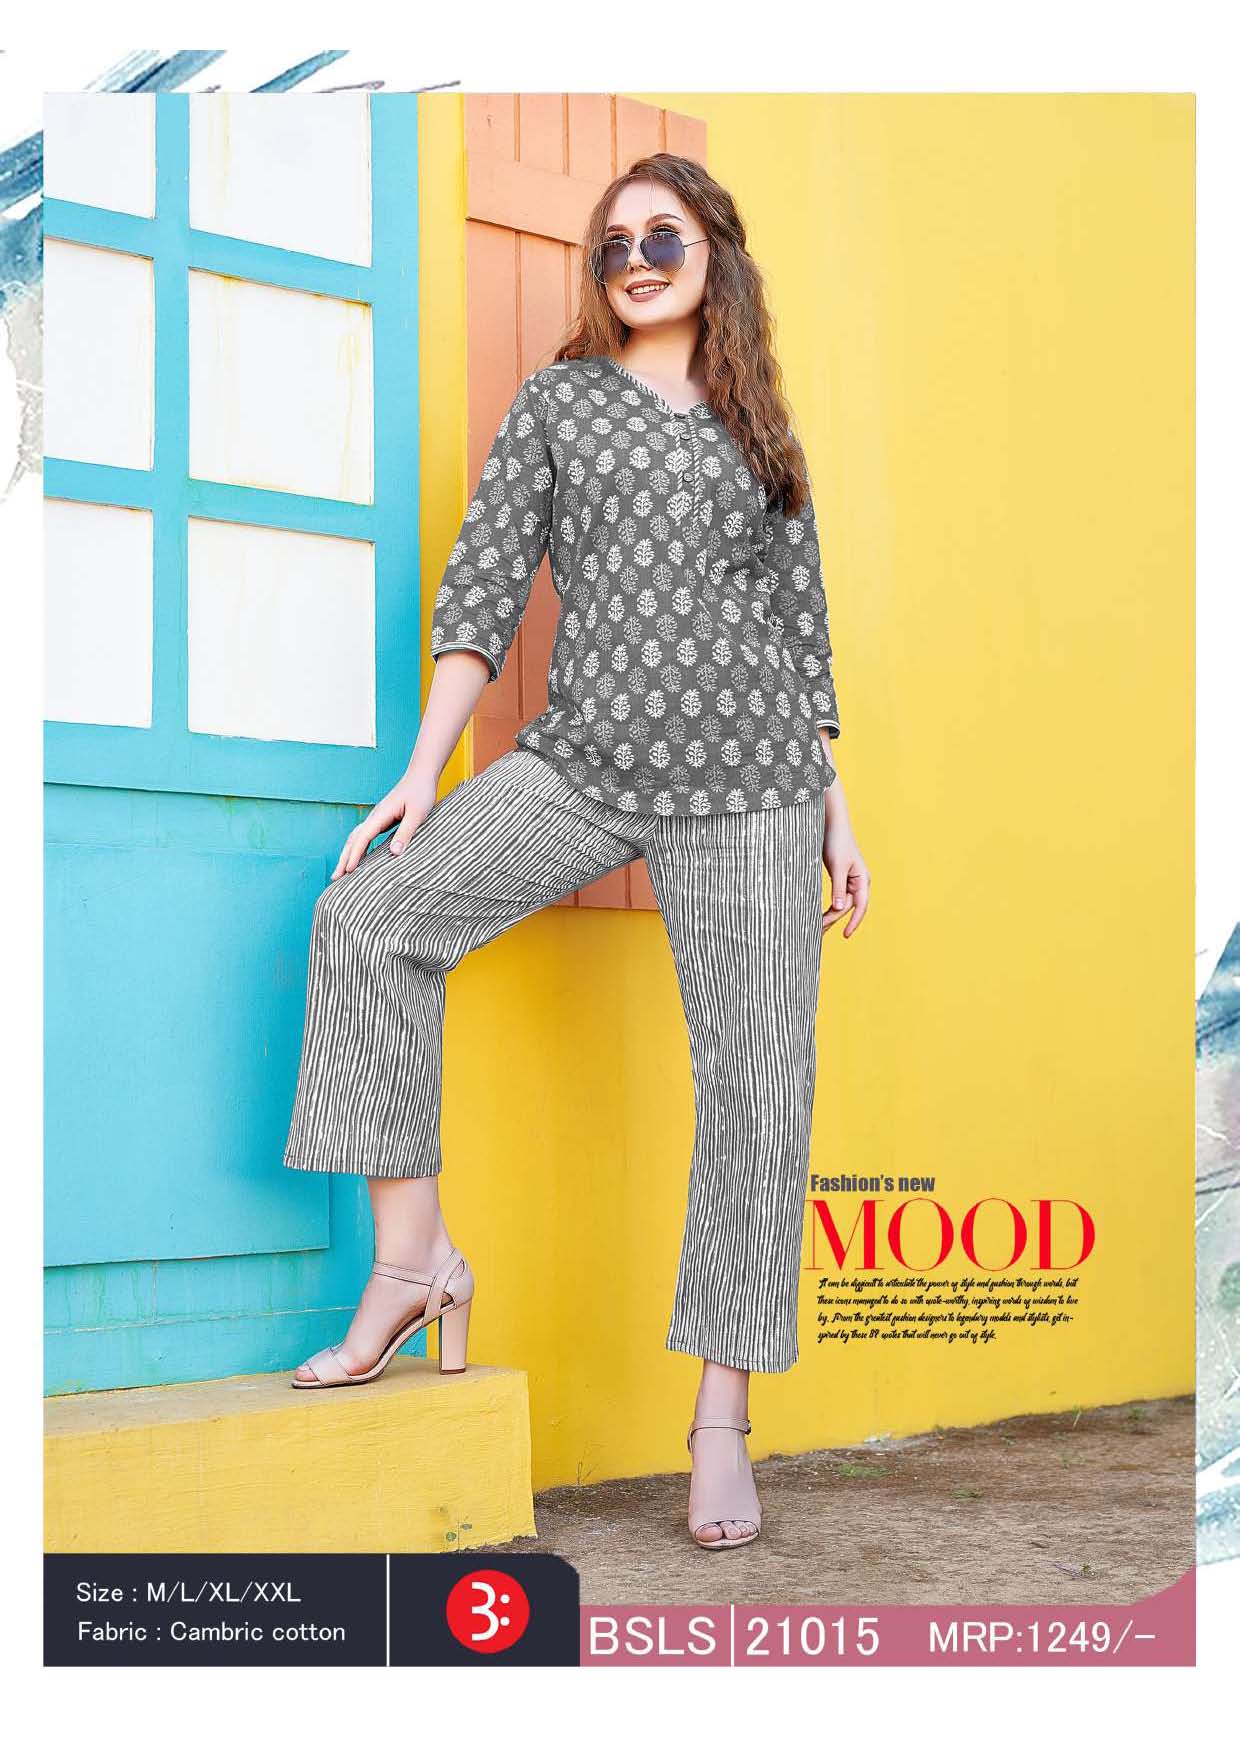 Fashion's new
MOOD
It can be difficult to articulate the power of style and fashion through words, but
these icons managed to do so with quote-worthy, inspiring words of wisdom to live
by. From the greatest fashion designers to legendary models and stylists, get in-
spired by these 89 quotes that will never go out of style.
Size : M/L/XL/XXL
Fabric : Cambric cotton
3:
BSLS 21015 MRP:1249/-